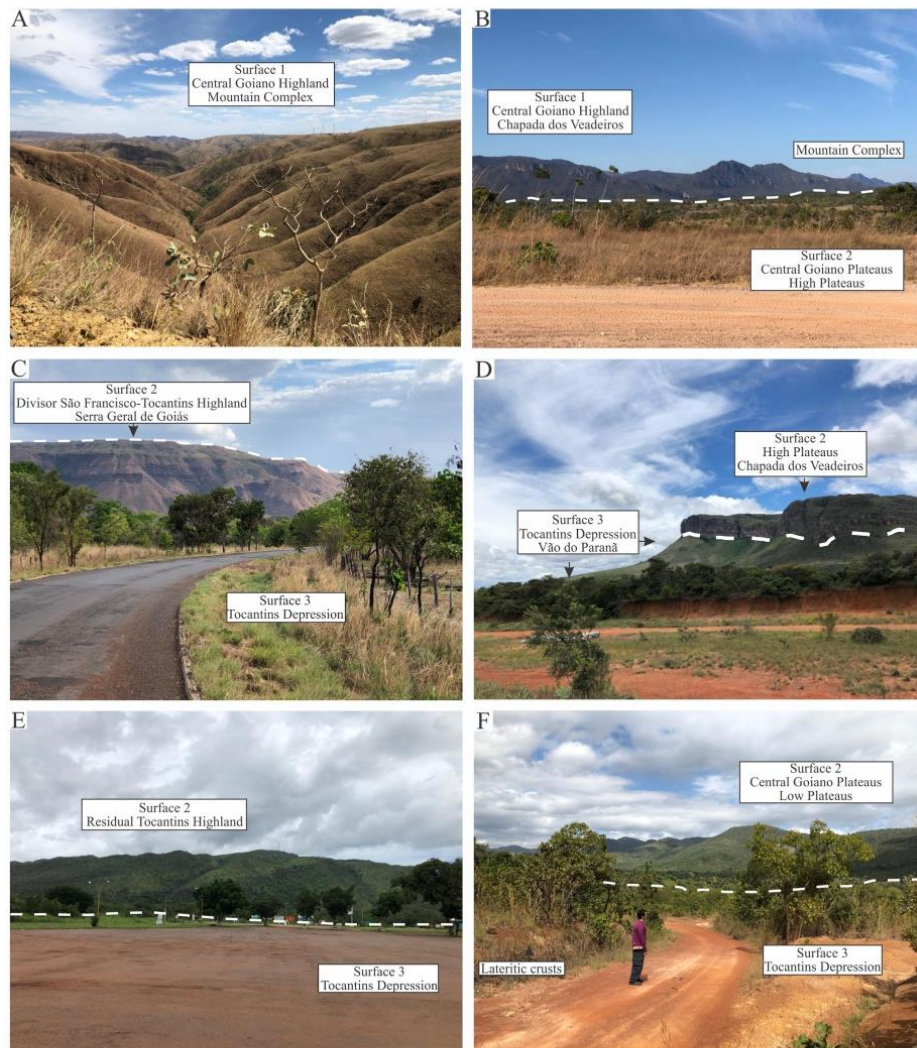 A
Surface 1
Central Goiano Highland
Mountain Complex
B
Surface 1
Central Goiano Highland
Chapada dos Veadeiros
Mountain Complex
Surface 2
Central Goiano Plateaus
High Plateaus
C
Surface 2
Divisor São Francisco-Tocantins Highland
Serra Geral de Goiás
Surface 3
Tocantins Depression
D
Surface 2
High Plateaus
Chapada dos Veadeiros
Surface 3
Tocantins Depression
Vão do Paranã
E
Surface 2
Residual Tocantins Highland
Surface 3
Tocantins Depression
F
Surface 2
Central Goiano Plateaus
Low Plateaus
Lateritic crusts
Surface 3
Tocantins Depression